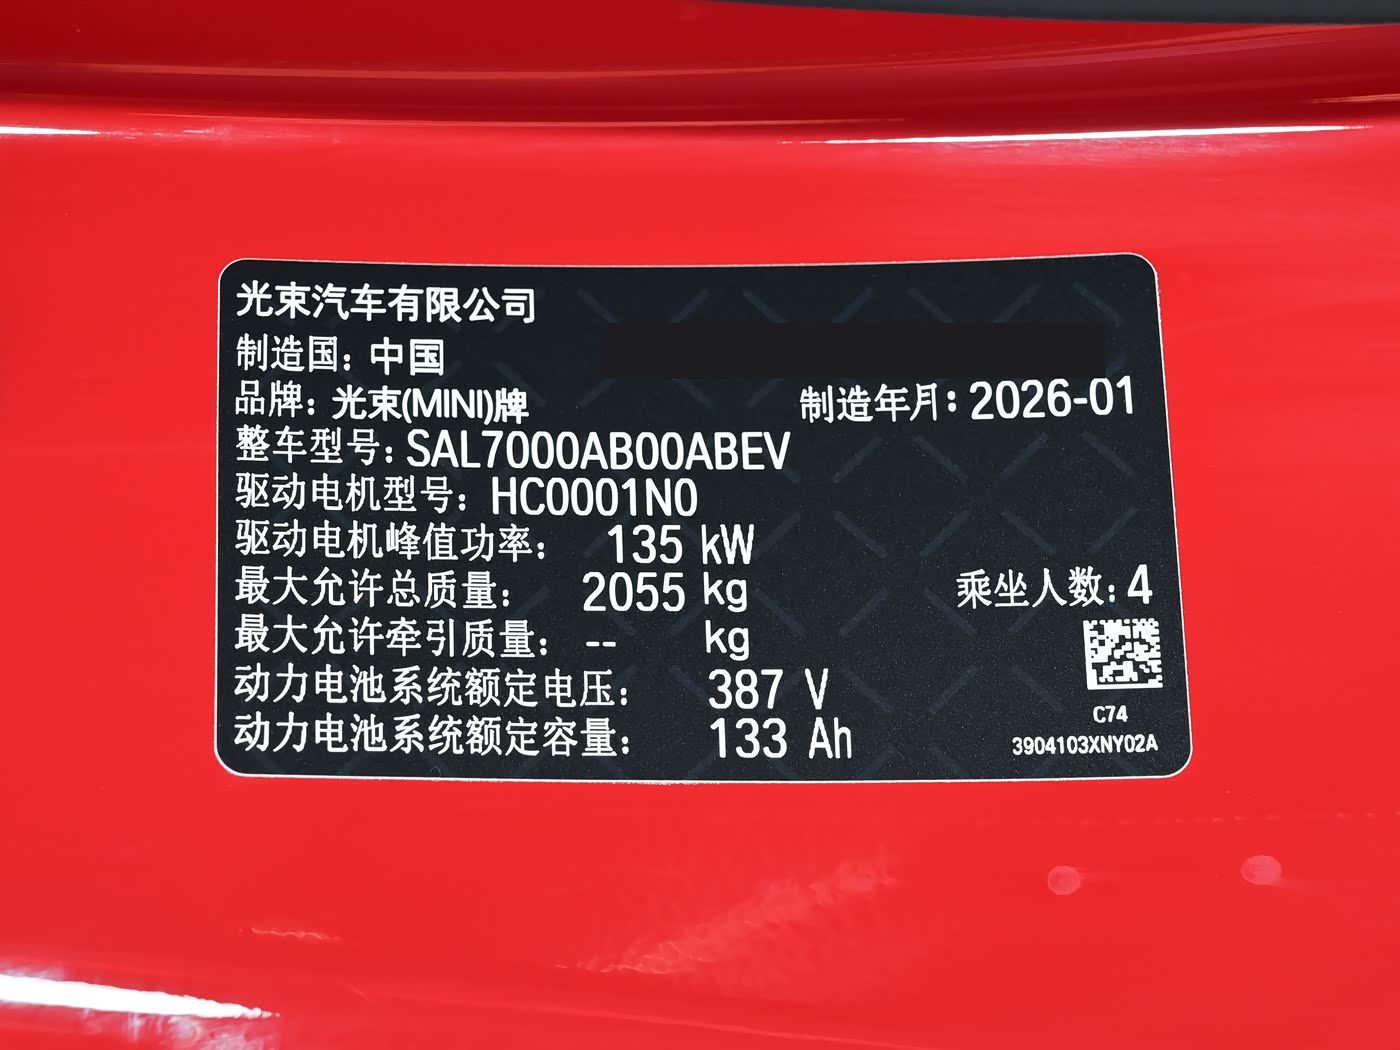 光束汽车有限公司
制造国：中国
品牌：光束(MINI)牌 制造年月：2026-01
整车型号：SAL7000AB00ABEV
驱动电机型号：HC0001N0
驱动电机峰值功率： 135 kW
最大允许总质量： 2055 kg 乘坐人数：4
最大允许牵引质量： -- kg
动力电池系统额定电压： 387 V
C74
动力电池系统额定容量： 133 Ah 3904103XNY02A